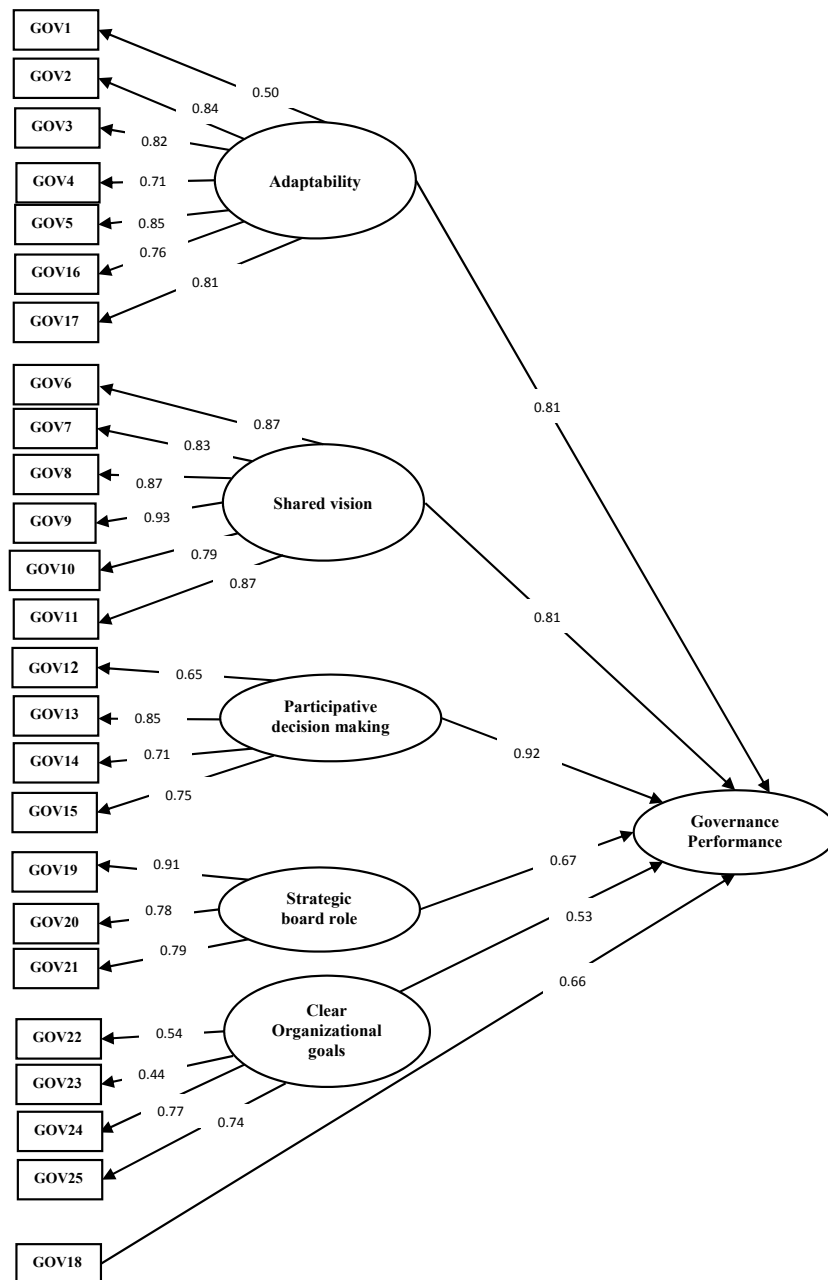 GOV1
GOV2
0.50
0.84
GOV3
0.82
GOV4
0.71
Adaptability
GOV5
0.85
GOV16
0.76
0.81
GOV17
GOV6
0.81
GOV7
0.87
0.83
GOV8
0.87
GOV9
0.93
Shared vision
GOV10
0.79
GOV11
0.87
0.81
GOV12
0.65
GOV13
0.85
Participative
decision making
GOV14
0.71
0.92
GOV15
0.75
Governance
Performance
GOV19
0.91
0.67
GOV20
0.78
Strategic
board role
0.53
GOV21
0.79
0.66
Clear
Organizational
goals
GOV22
0.54
GOV23
0.44
GOV24
0.77
0.74
GOV25
GOV18